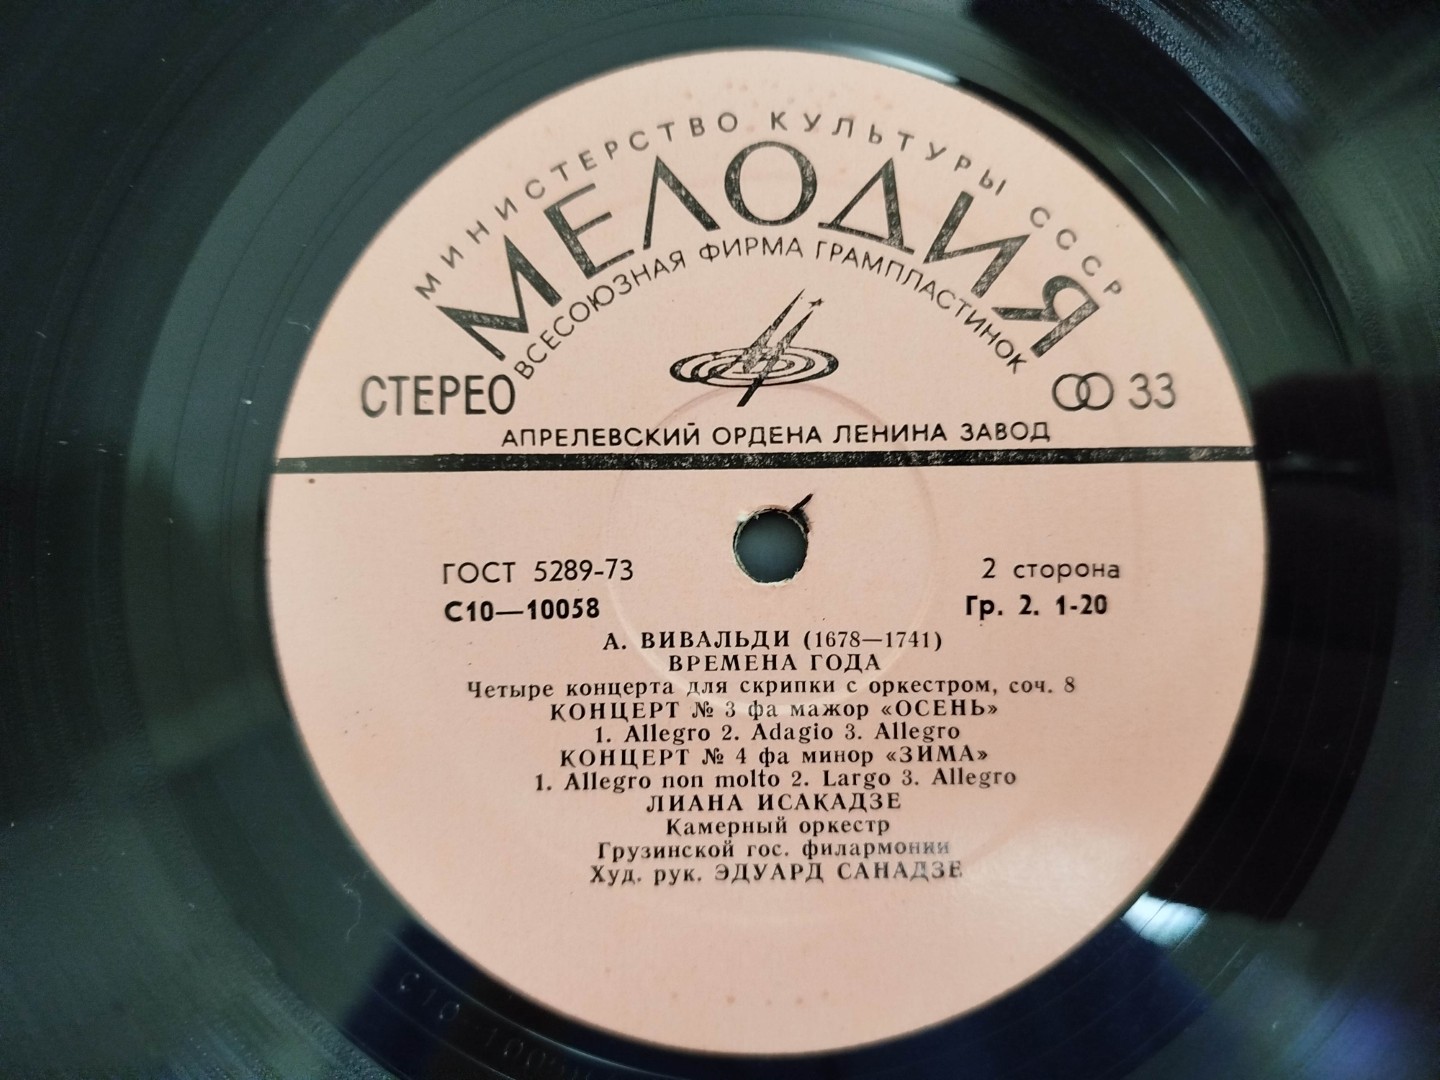 МИНИСТЕРСТВО КУЛЬТУРЫ СССР
МЕЛОДИЯ
ВСЕСОЮЗНАЯ ФИРМА ГРАМПЛАСТИНОК
СТЕРЕО
33
АПРЕЛЕВСКИЙ ОРДЕНА ЛЕНИНА ЗАВОД
ГОСТ 5289-73
2 сторона
С10—10058
Гр. 2. 1-20
А. ВИВАЛЬДИ (1678—1741)
ВРЕМЕНА ГОДА
Четыре концерта для скрипки с оркестром, соч. 8
КОНЦЕРТ № 3 фа мажор «ОСЕНЬ»
1. Allegro 2. Adagio 3. Allegro
КОНЦЕРТ № 4 фа минор «ЗИМА»
1. Allegro non molto 2. Largo 3. Allegro
ЛИАНА ИСАКАДЗЕ
Камерный оркестр
Грузинской гос. филармонии
Худ. рук. ЭДУАРД САНАДЗЕ